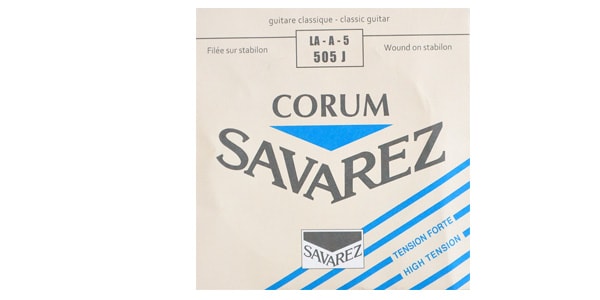 guitare classique - classic guitar
LA - A - 5
505 J
Filée sur stabilon
Wound on stabilon
CORUM
SAVAREZ
SAVAREZ
TENSION FORTE
HIGH TENSION